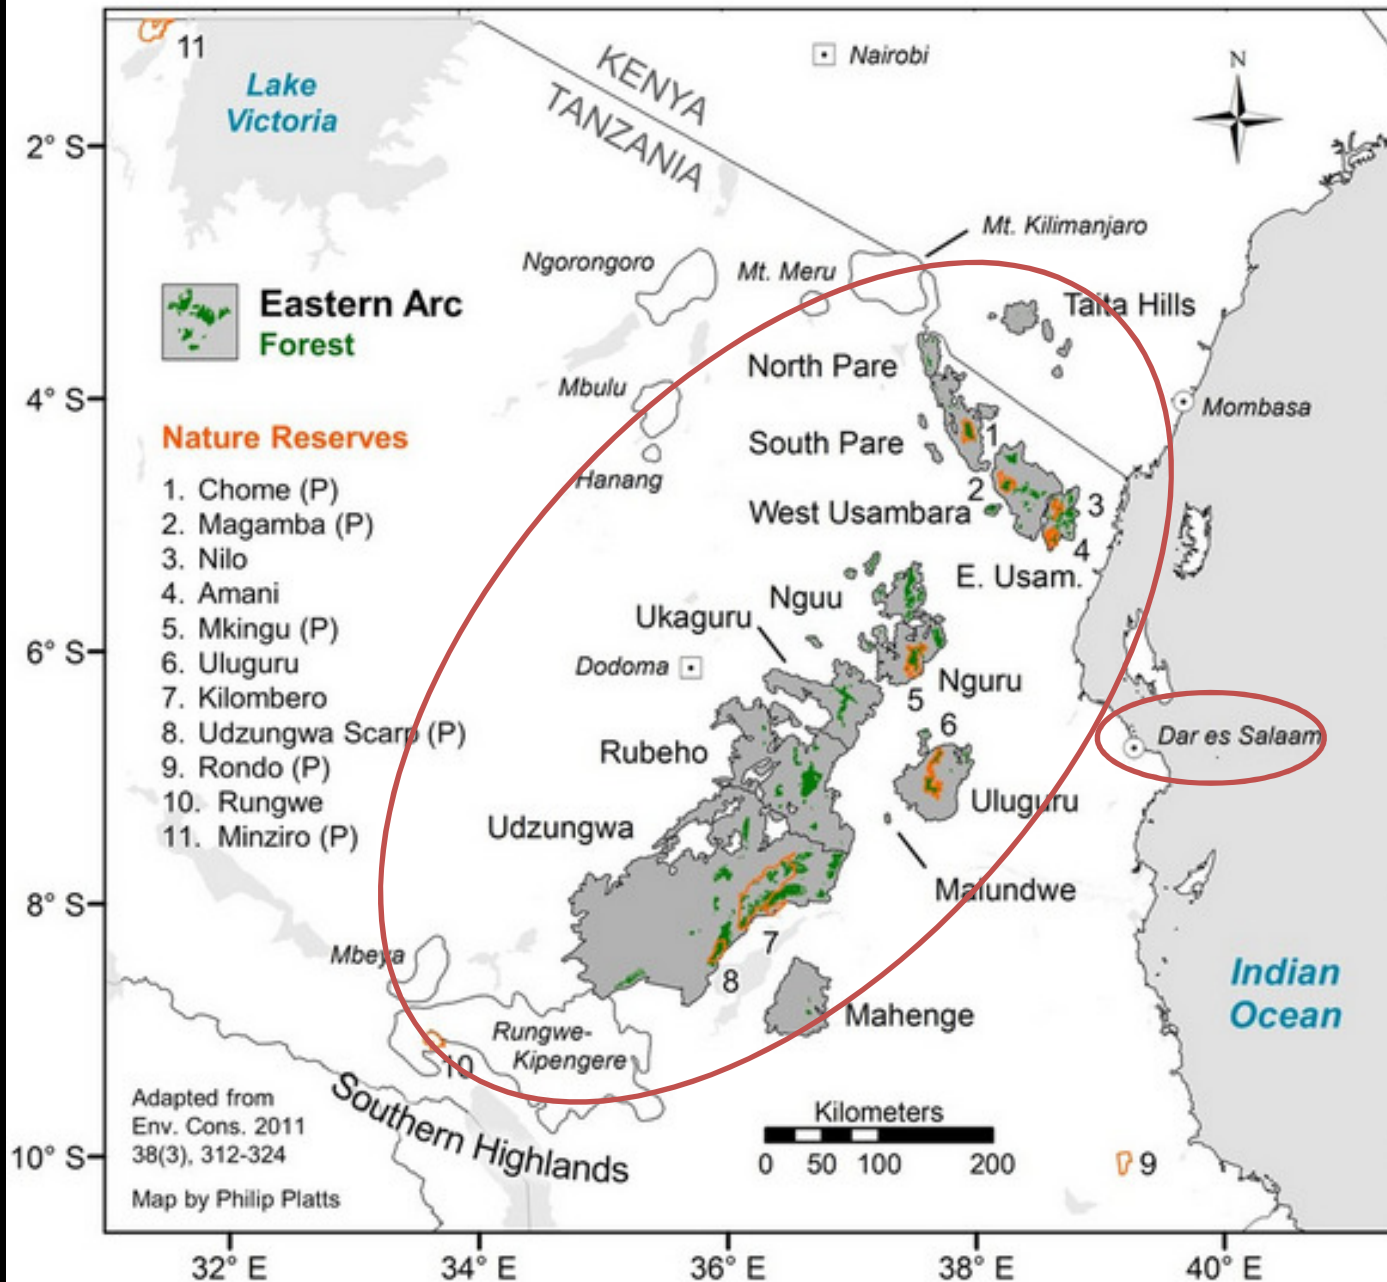 11
Lake
Victoria
KENYA
TANZANIA
Nairobi
N
2° S
Mt. Kilimanjaro
Ngorongoro
Mt. Meru
Eastern Arc
Forest
Taita Hills
North Pare
Mbulu
4° S
Mombasa
Nature Reserves
South Pare
1
Hanang
1. Chome (P)
2. Magamba (P)
3. Nilo
4. Amani
5. Mkingu (P)
6. Uluguru
7. Kilombero
8. Udzungwa Scarp (P)
9. Rondo (P)
10. Rungwe
11. Minziro (P)
2
West Usambara
3
4
E. Usam.
Nguu
Ukaguru
6° S
Dodoma
Nguru
5
6
Dar es Salaam
Rubeho
Uluguru
Udzungwa
Malundwe
8° S
7
Mbeya
8
Indian
Ocean
Mahenge
Rungwe-
Kipengere
10
Southern Highlands
Adapted from
Env. Cons. 2011
38(3), 312-324
Map by Philip Platts
Kilometers
0 50 100 200
10° S
9
32° E 34° E 36° E 38° E 40° E